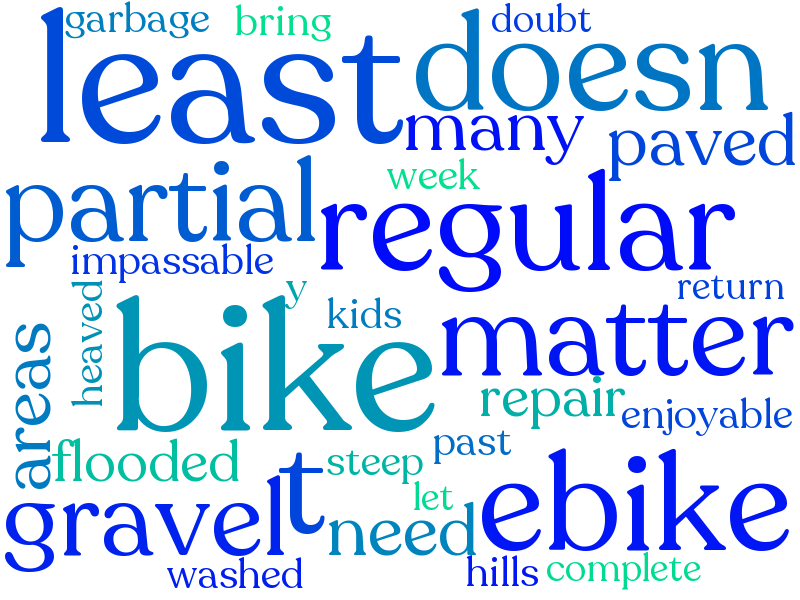 garbage bring doubt
least doesn
many paved
week
partial regular
impassable
heaved y kids return
bike matter
areas
repair enjoyable
past
flooded steep
t ebike
gravel let need
washed hills complete